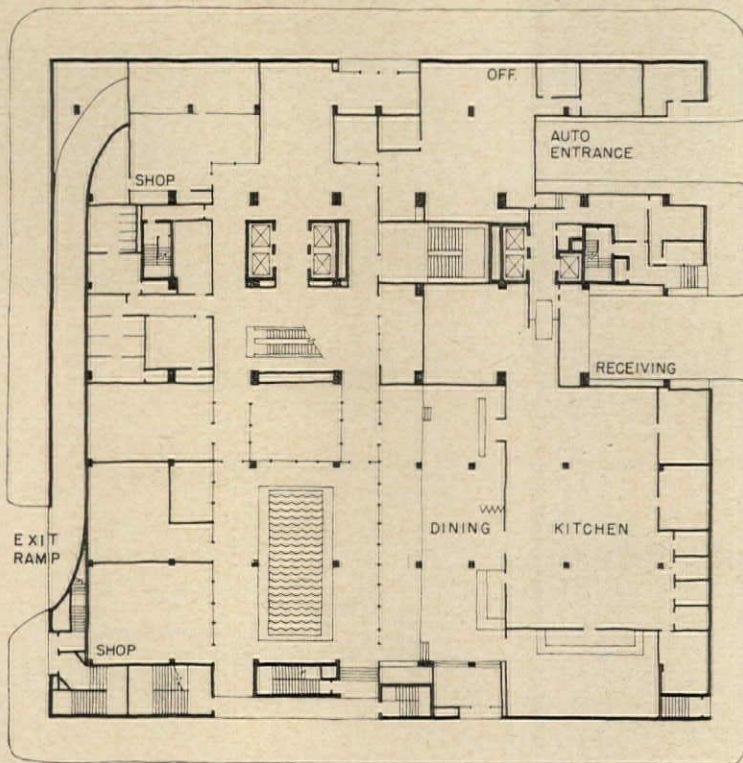 OFF.
AUTO
ENTRANCE
SHOP
RECEIVING
DINING
KITCHEN
EXIT
RAMP
SHOP